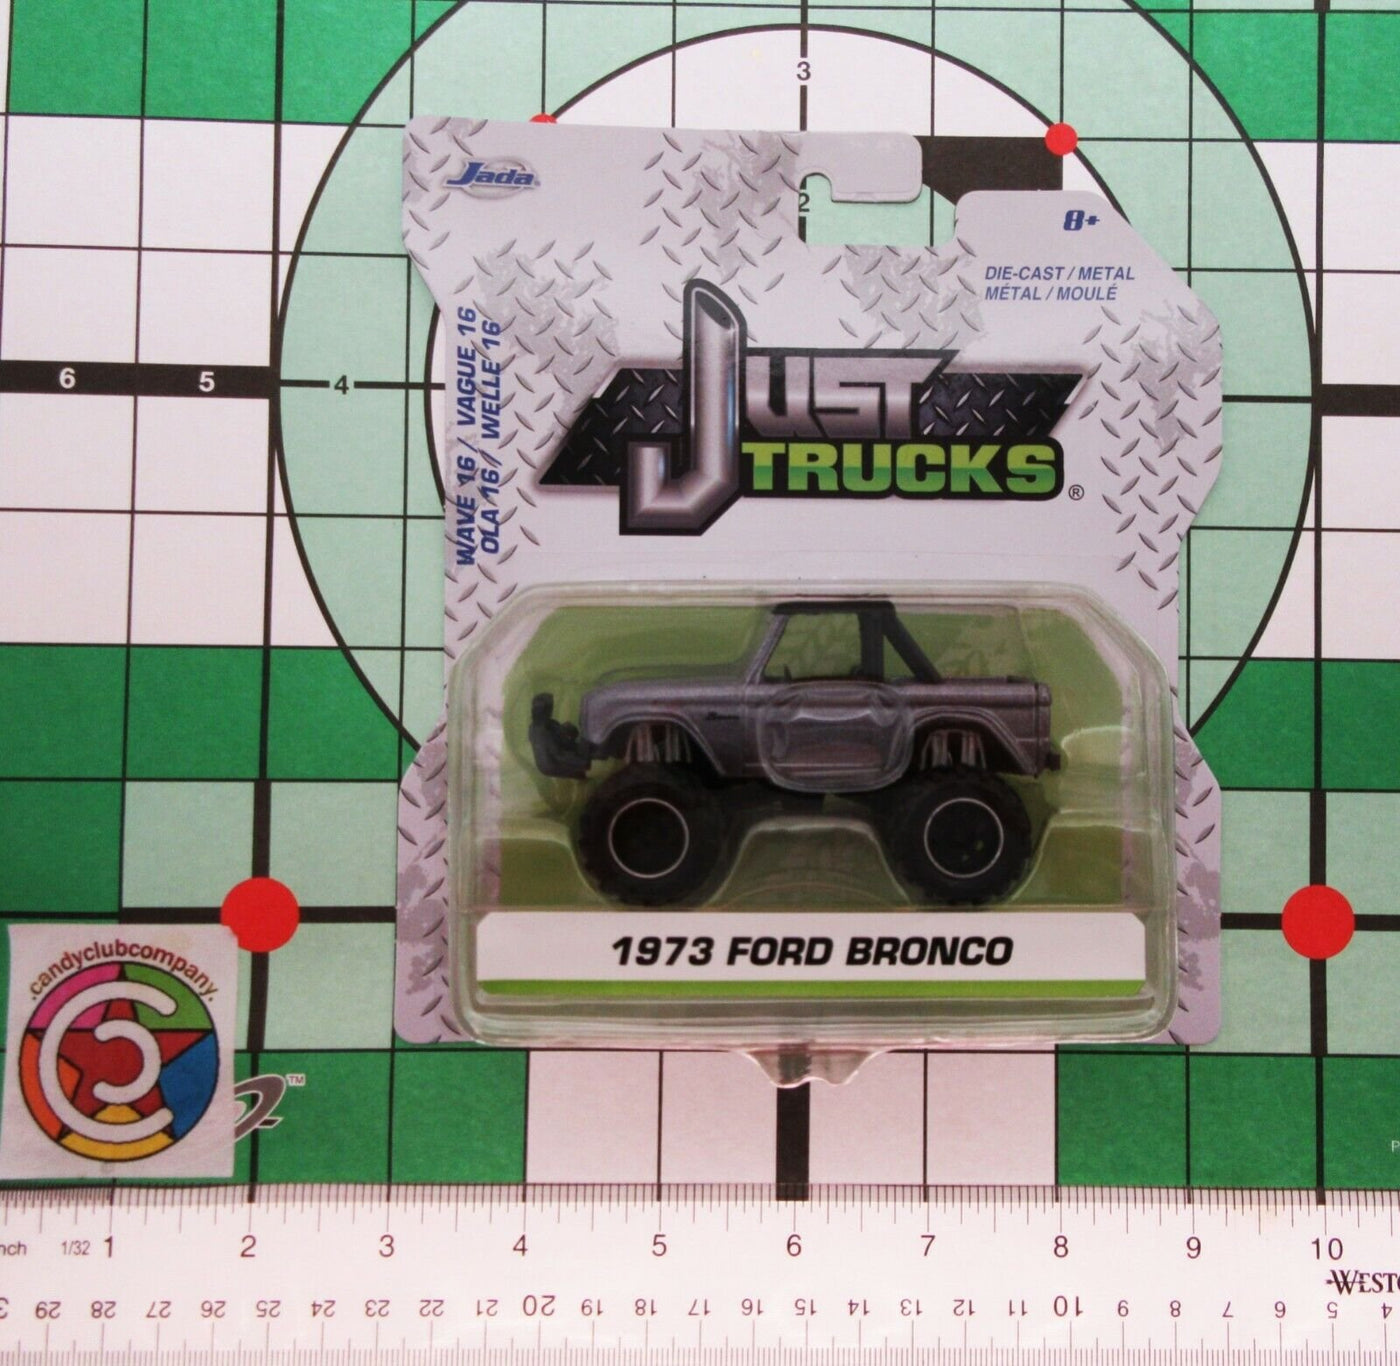 3
2
Jada®
8+
DIE-CAST / METAL
MÉTAL / MOULÉ
WAVE 16 / VAGUE 16
OLA 16 / WELLE 16
6 5 4
JUST
TRUCKS®
1973 FORD BRONCO
.candyclubcompany.
TM
1/32 1 2 3 4 5 6 7 8 9 10
29 28 27 26 25 24 23 22 21 20 19 18 17 16 15 14 13 12 11 10 9 8 7 6 5 4